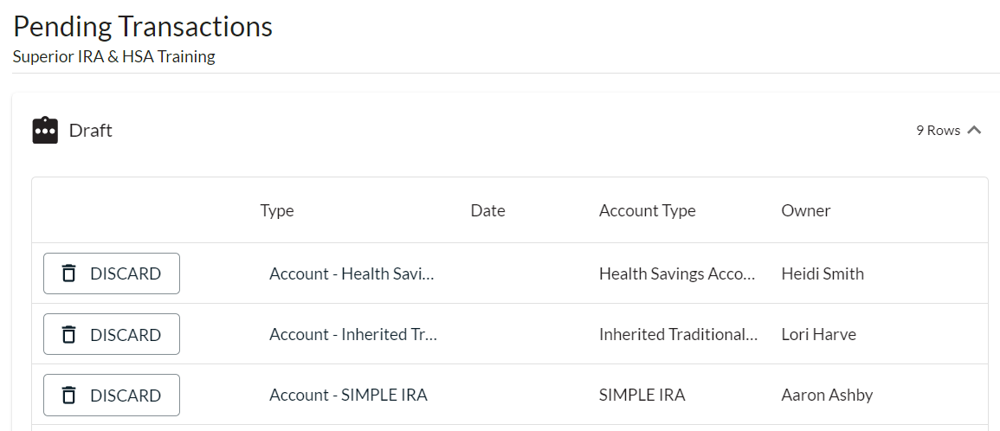 Pending Transactions
Superior IRA & HSA Training
Draft 9 Rows
Type Date Account Type Owner
DISCARD Account - Health Savi... Health Savings Acco... Heidi Smith
DISCARD Account - Inherited Tr... Inherited Traditional... Lori Harve
DISCARD Account - SIMPLE IRA SIMPLE IRA Aaron Ashby